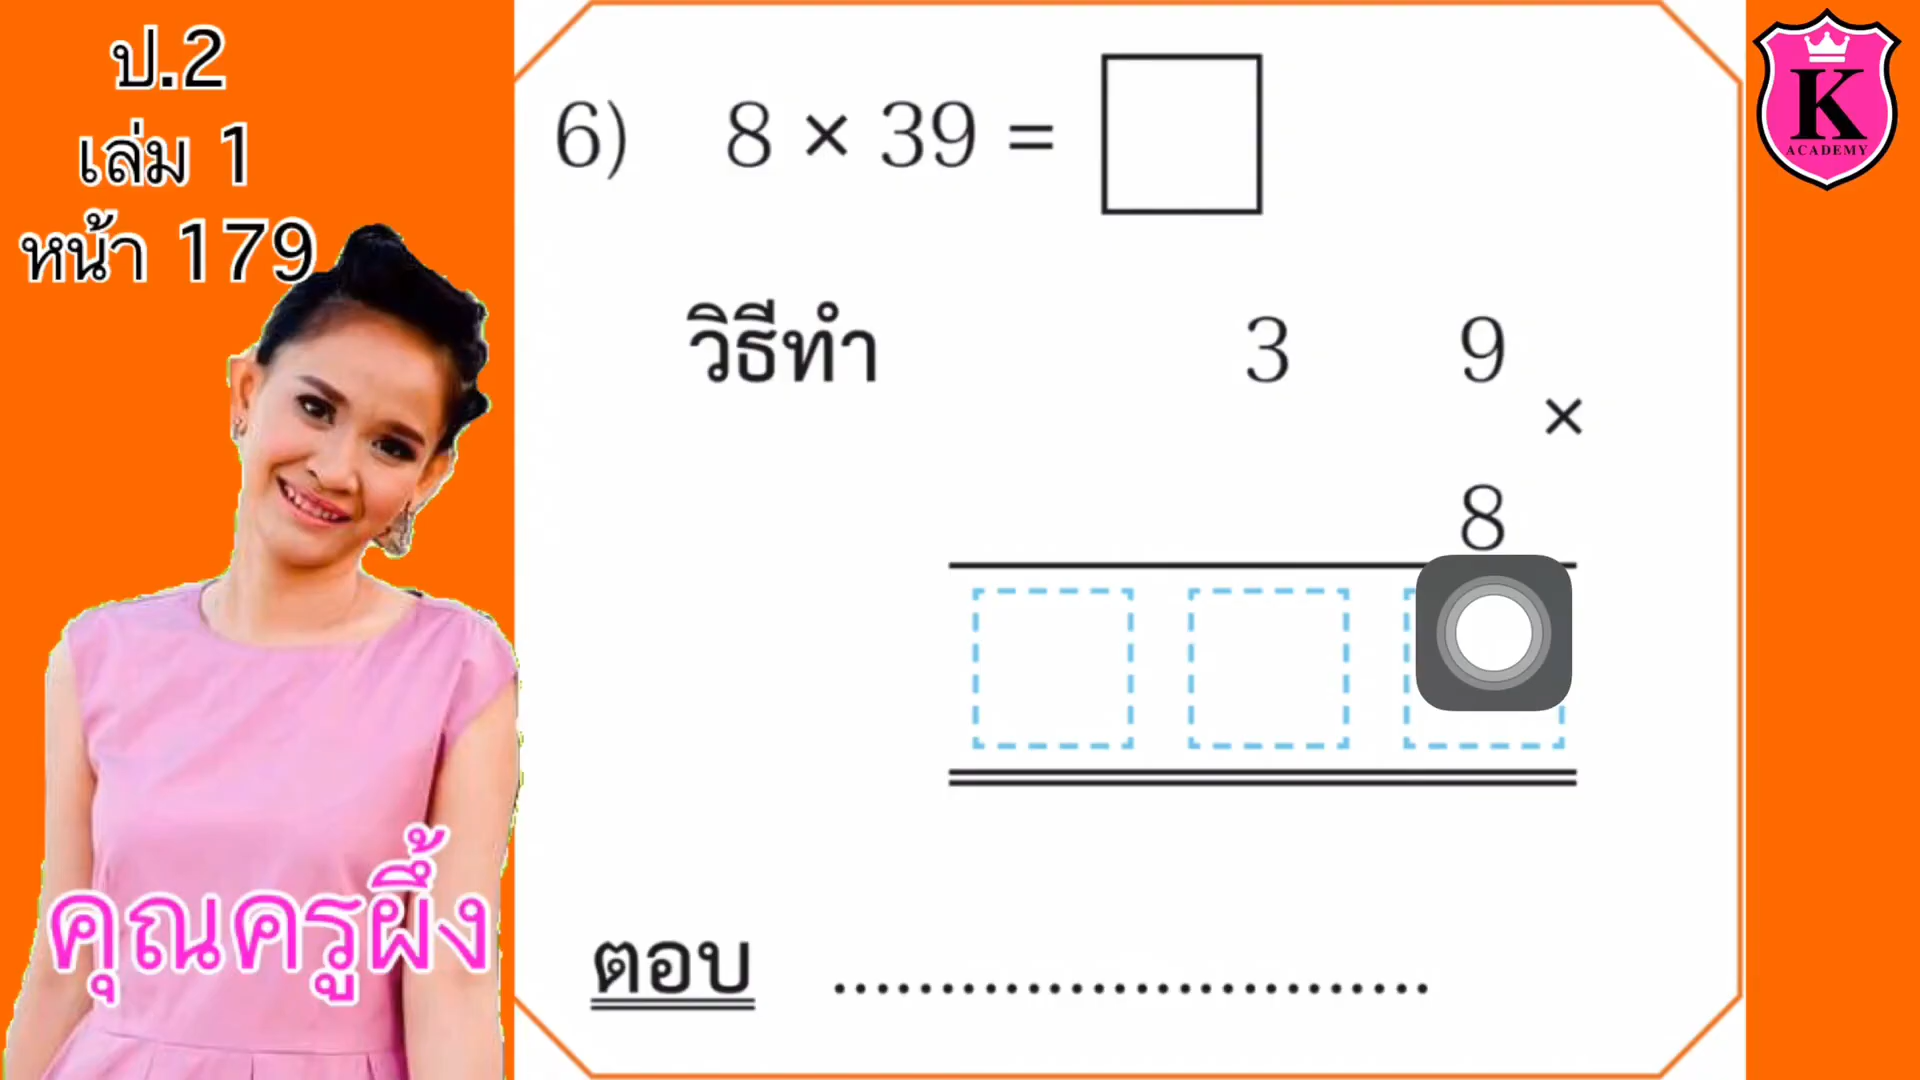 ป.2
เล่ม 1
หน้า 179
คุณครูผึ้ง
6) 8 × 39 =
วิธีทำ 3 9
×
8
ตอบ ............................
K
ACADEMY